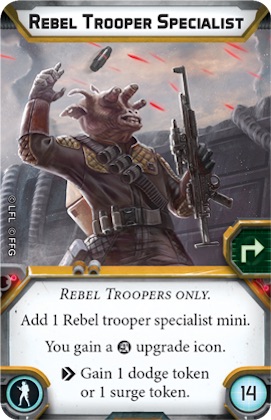 REBEL TROOPER SPECIALIST
©LFL ©FFG
REBEL TROOPERS ONLY.
Add 1 Rebel trooper specialist mini.
You gain a upgrade icon.
Gain 1 dodge token
or 1 surge token.
14